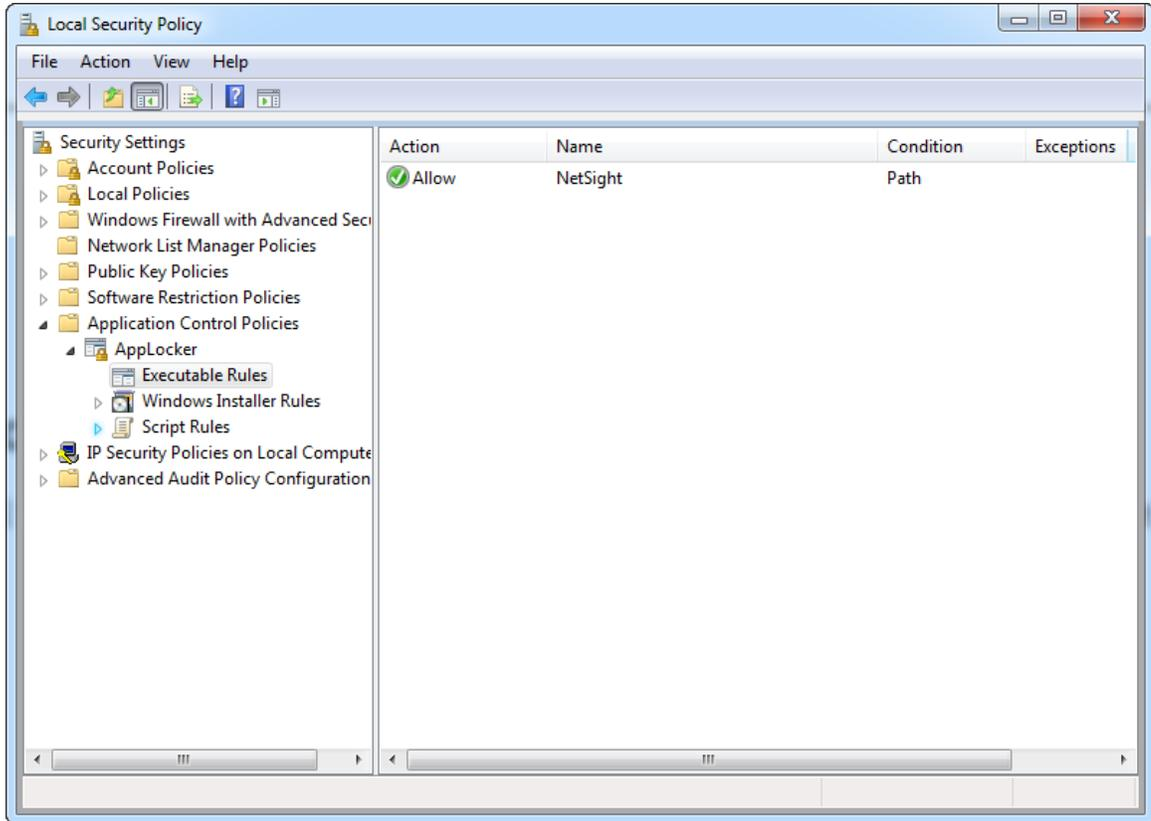 Local Security Policy
File Action View Help
Security Settings
Account Policies
Local Policies
Windows Firewall with Advanced Secu
Network List Manager Policies
Public Key Policies
Software Restriction Policies
Application Control Policies
AppLocker
Executable Rules
Windows Installer Rules
Script Rules
IP Security Policies on Local Compute
Advanced Audit Policy Configuration
Action Name Condition Exceptions
Allow NetSight Path